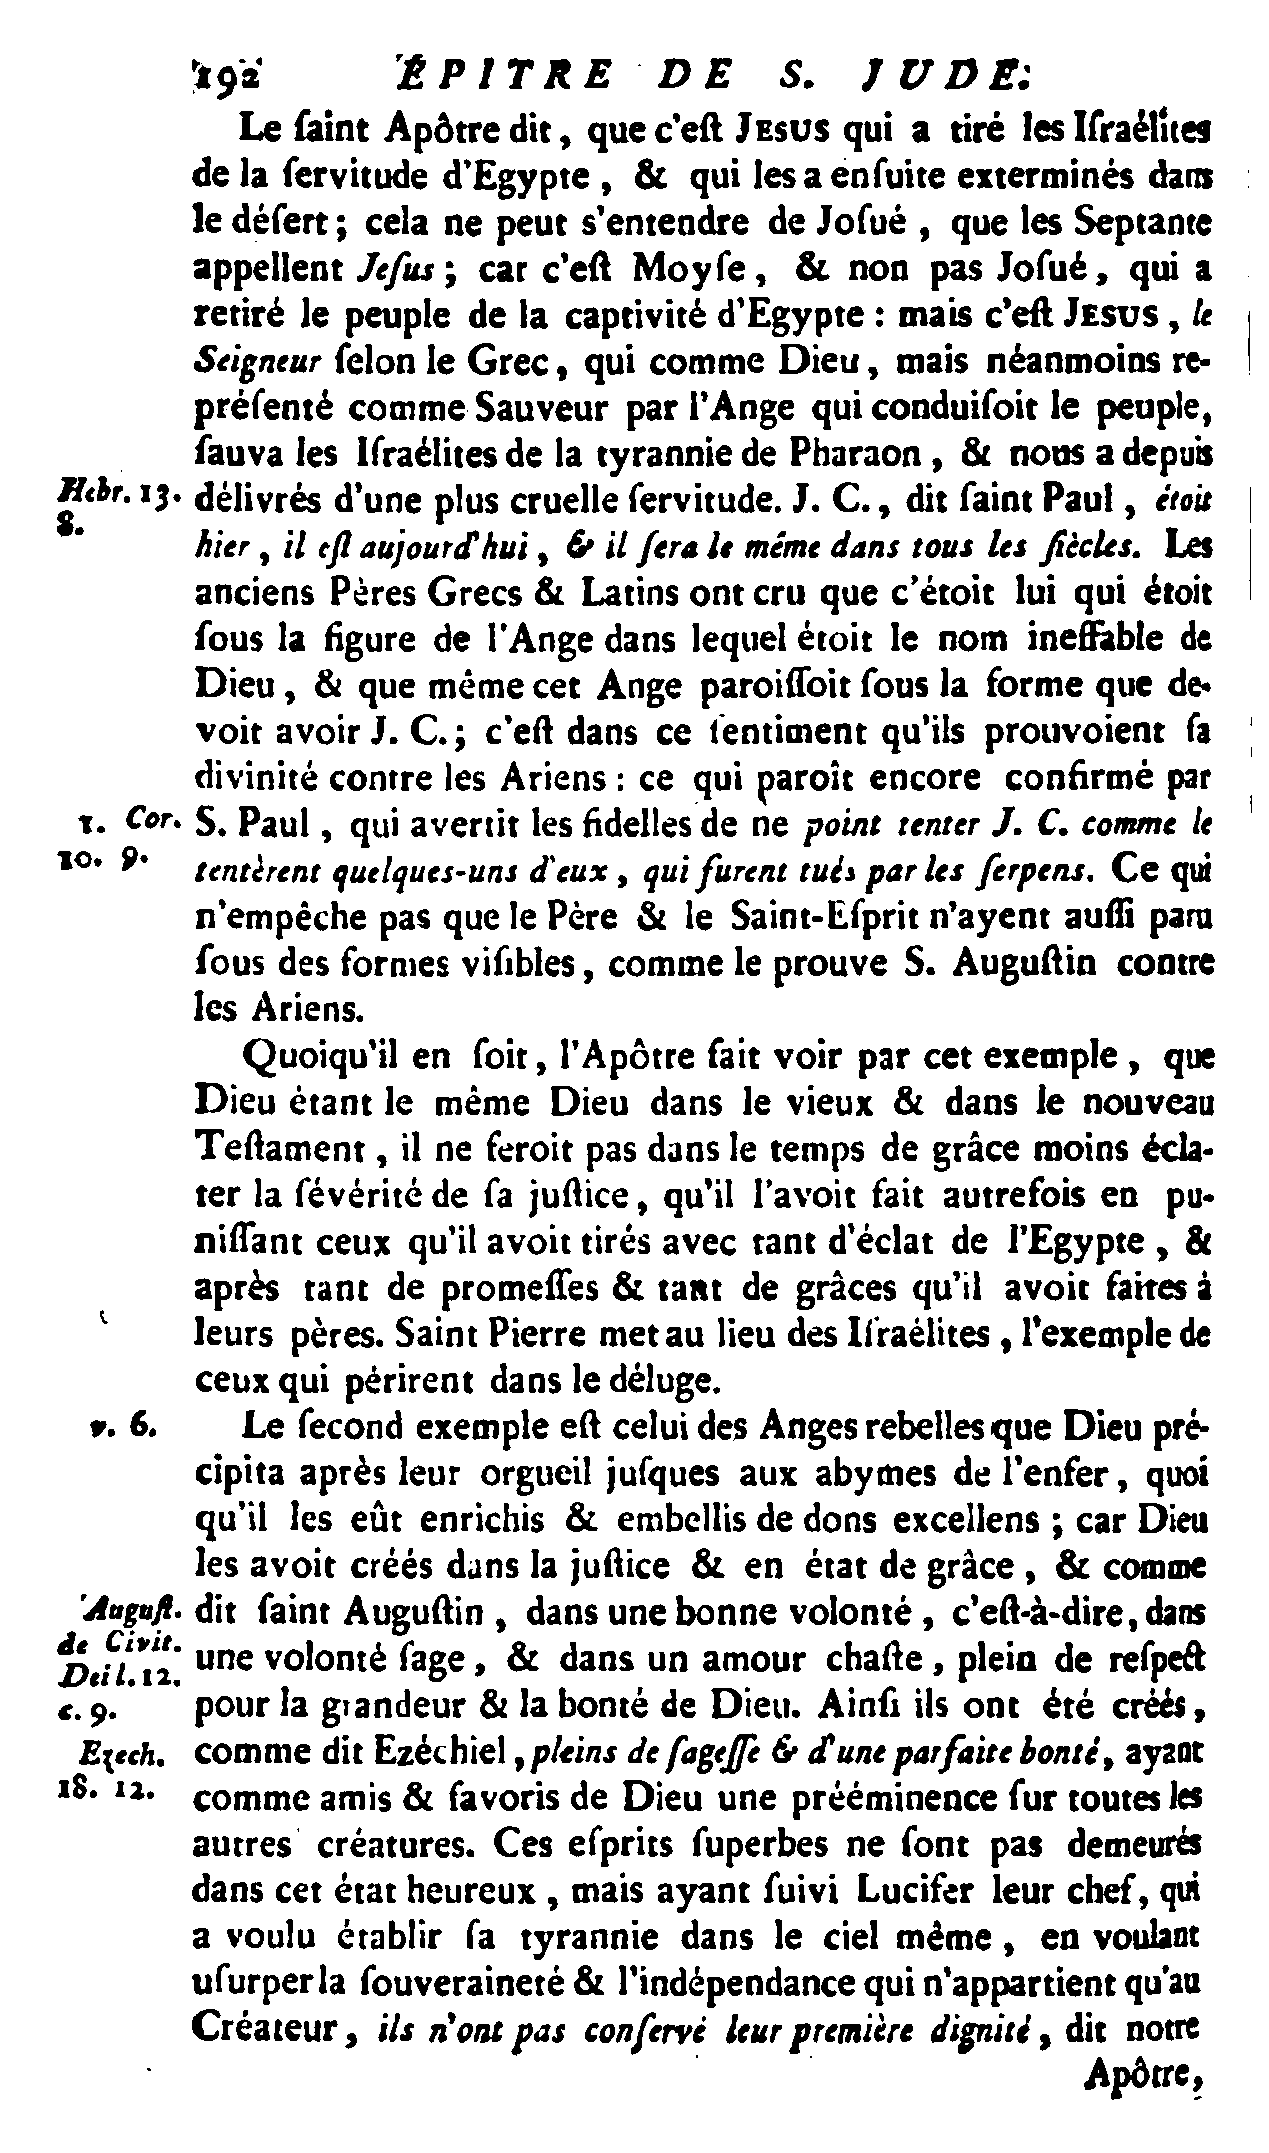 192 ÉPITRE DE S. JUDE.
Le ſaint Apôtre dit, que c'eſt JESUS qui a tiré les Iſraélites
de la ſervitude d'Egypte, & qui les a enſuite exterminés dans
le déſert; cela ne peut s'entendre de Joſué, que les Septante
appellent Jeſus; car c'eſt Moyſe, & non pas Joſué, qui a
retiré le peuple de la captivité d'Egypte : mais c'eſt JESUS, le
Seigneur ſelon le Grec, qui comme Dieu, mais néanmoins re-
préſenté comme Sauveur par l'Ange qui conduiſoit le peuple,
ſauva les Iſraélites de la tyrannie de Pharaon, & nous a depuis
Hebr. 13. délivrés d'une plus cruelle ſervitude. J. C., dit ſaint Paul, étoit
8.
hier, il eſt aujourd'hui, & il ſera le même dans tous les ſiècles. Les
anciens Pères Grecs & Latins ont cru que c'étoit lui qui étoit
ſous la figure de l'Ange dans lequel étoit le nom ineffable de
Dieu, & que même cet Ange paroiſſoit ſous la forme que de-
voit avoir J. C.; c'eſt dans ce ſentiment qu'ils prouvoient ſa
divinité contre les Ariens : ce qui paroît encore confirmé par
1. Cor. S. Paul, qui avertit les fidelles de ne point tenter J. C. comme le
10. 9. tentèrent quelques-uns d'eux, qui furent tués par les ſerpens. Ce qui
n'empêche pas que le Père & le Saint-Eſprit n'ayent auſſi paru
ſous des formes viſibles, comme le prouve S. Auguſtin contre
les Ariens.
Quoiqu'il en ſoit, l'Apôtre fait voir par cet exemple, que
Dieu étant le même Dieu dans le vieux & dans le nouveau
Teſtament, il ne feroit pas dans le temps de grâce moins écla-
ter la ſévérité de ſa juſtice, qu'il l'avoit fait autrefois en pu-
niſſant ceux qu'il avoit tirés avec tant d'éclat de l'Egypte, &
après tant de promeſſes & tant de grâces qu'il avoit faites à
leurs pères. Saint Pierre met au lieu des Iſraélites, l'exemple de
ceux qui périrent dans le déluge.
v. 6. Le ſecond exemple eſt celui des Anges rebelles que Dieu pré-
cipita après leur orgueil juſques aux abymes de l'enfer, quoi
qu'il les eût enrichis & embellis de dons excellens; car Dieu
les avoit créés dans la juſtice & en état de grâce, & comme
Auguſt. dit ſaint Auguſtin, dans une bonne volonté, c'eſt-à-dire, dans
de Civit.
Dei l. 12. une volonté ſage, & dans un amour chaſte, plein de reſpect
c. 9. pour la grandeur & la bonté de Dieu. Ainſi ils ont été créés,
Ezech. comme dit Ezéchiel, pleins de ſageſſe & d'une parfaite bonté, ayant
18. 12. comme amis & favoris de Dieu une prééminence ſur toutes les
autres créatures. Ces eſprits ſuperbes ne ſont pas demeurés
dans cet état heureux, mais ayant ſuivi Lucifer leur chef, qui
a voulu établir ſa tyrannie dans le ciel même, en voulant
uſurper la ſouveraineté & l'indépendance qui n'appartient qu'au
Créateur, ils n'ont pas conſervé leur première dignité, dit notre
Apôtre,